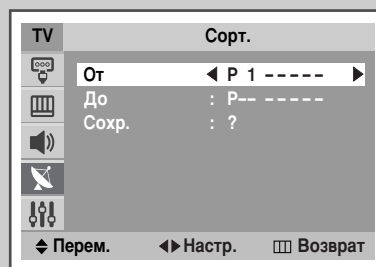 TV Сорт.
От ◀ P 1 ----- ▶
До : P-- -----
Сохр. : ?
Перем. Настр. Возврат